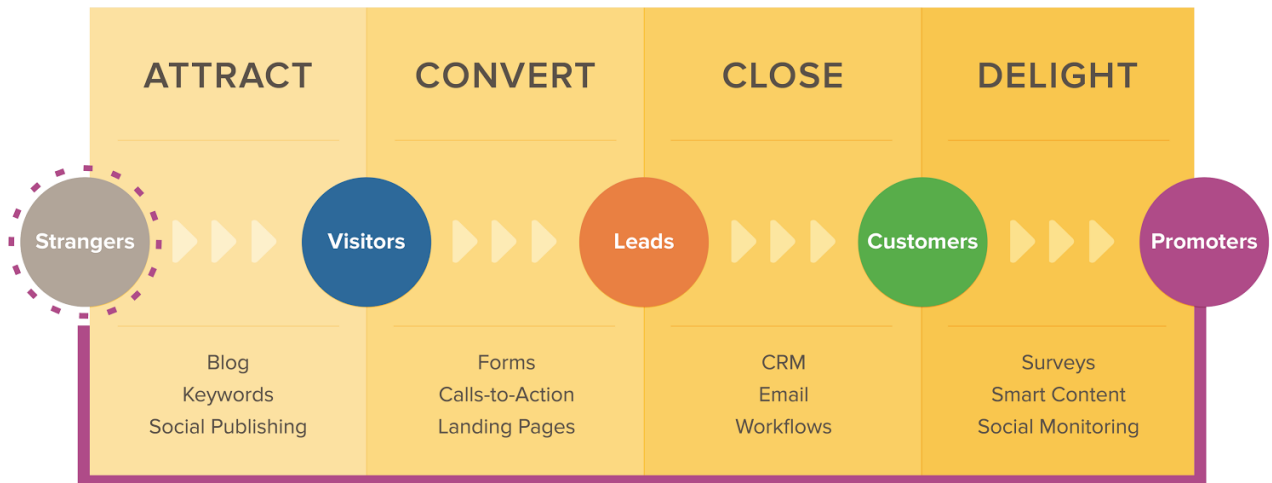 ATTRACT
CONVERT
CLOSE
DELIGHT
Strangers
Visitors
Leads
Customers
Promoters
Blog
Keywords
Social Publishing
Forms
Calls-to-Action
Landing Pages
CRM
Email
Workflows
Surveys
Smart Content
Social Monitoring